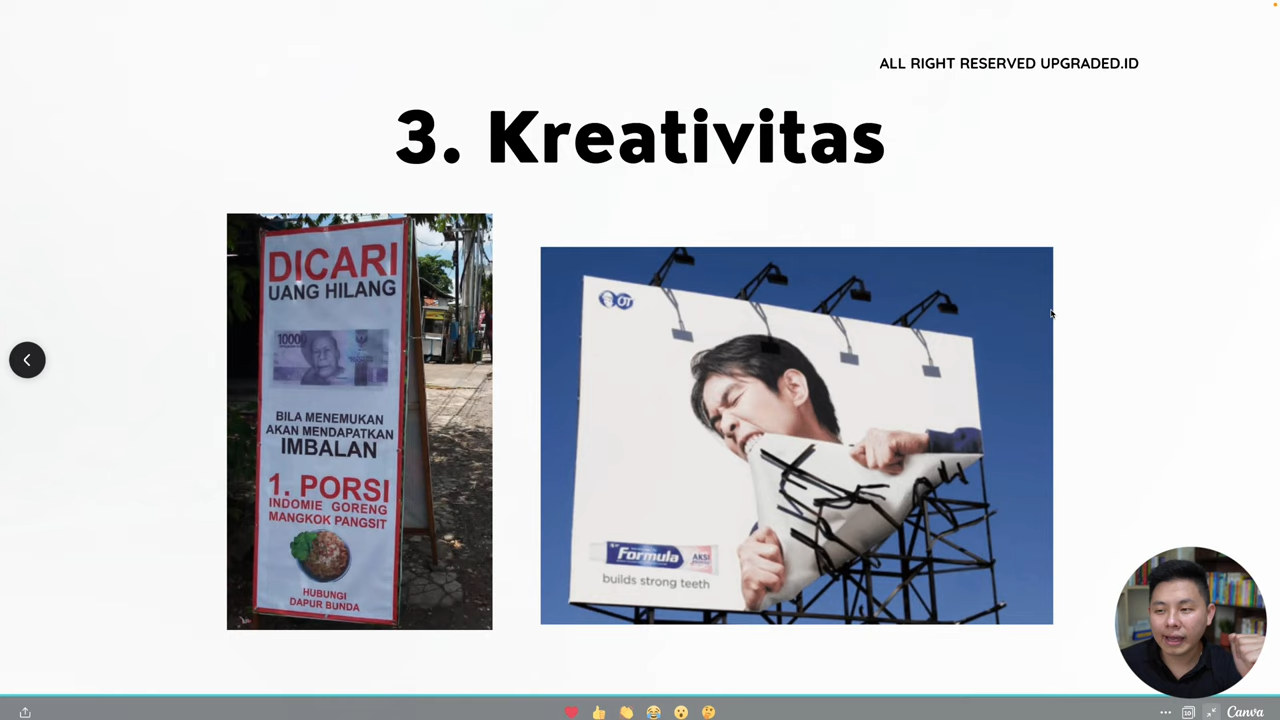 ALL RIGHT RESERVED UPGRADED.ID
3. Kreativitas
DICARI
UANG HILANG
10000
BILA MENEMUKAN
AKAN MENDAPATKAN
IMBALAN
1. PORSI
INDOMIE GORENG
MANGKOK PANGSIT
HUBUNGI
DAPUR BUNDA
OT
Formula
builds strong teeth
Canva